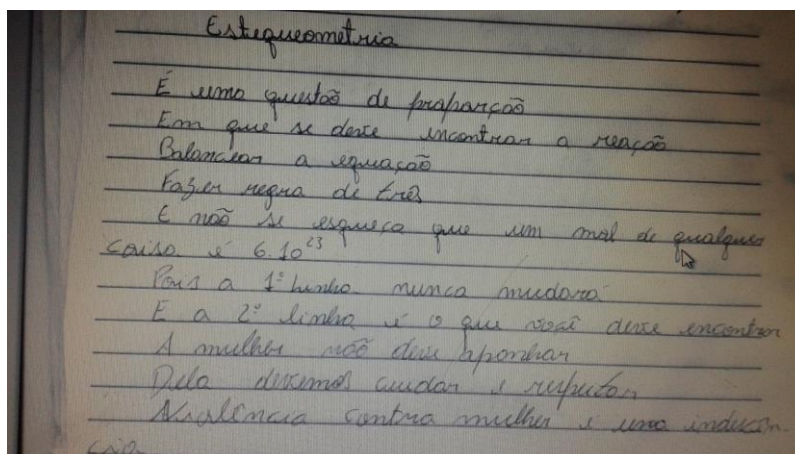 Estequeometria
É uma questão de proporção
Em que se deve encontrar a reação
Balancear a equação
Fazer regra de três
E não se esqueça que um mol de qualquer
coisa é 6.10²³
Pois a 1ª linha nunca mudará
E a 2ª linha é o que você deve encontrar
A mulher não deve apanhar
Dela devemos cuidar e respeitar
Violência contra mulher é uma indecên-
cia